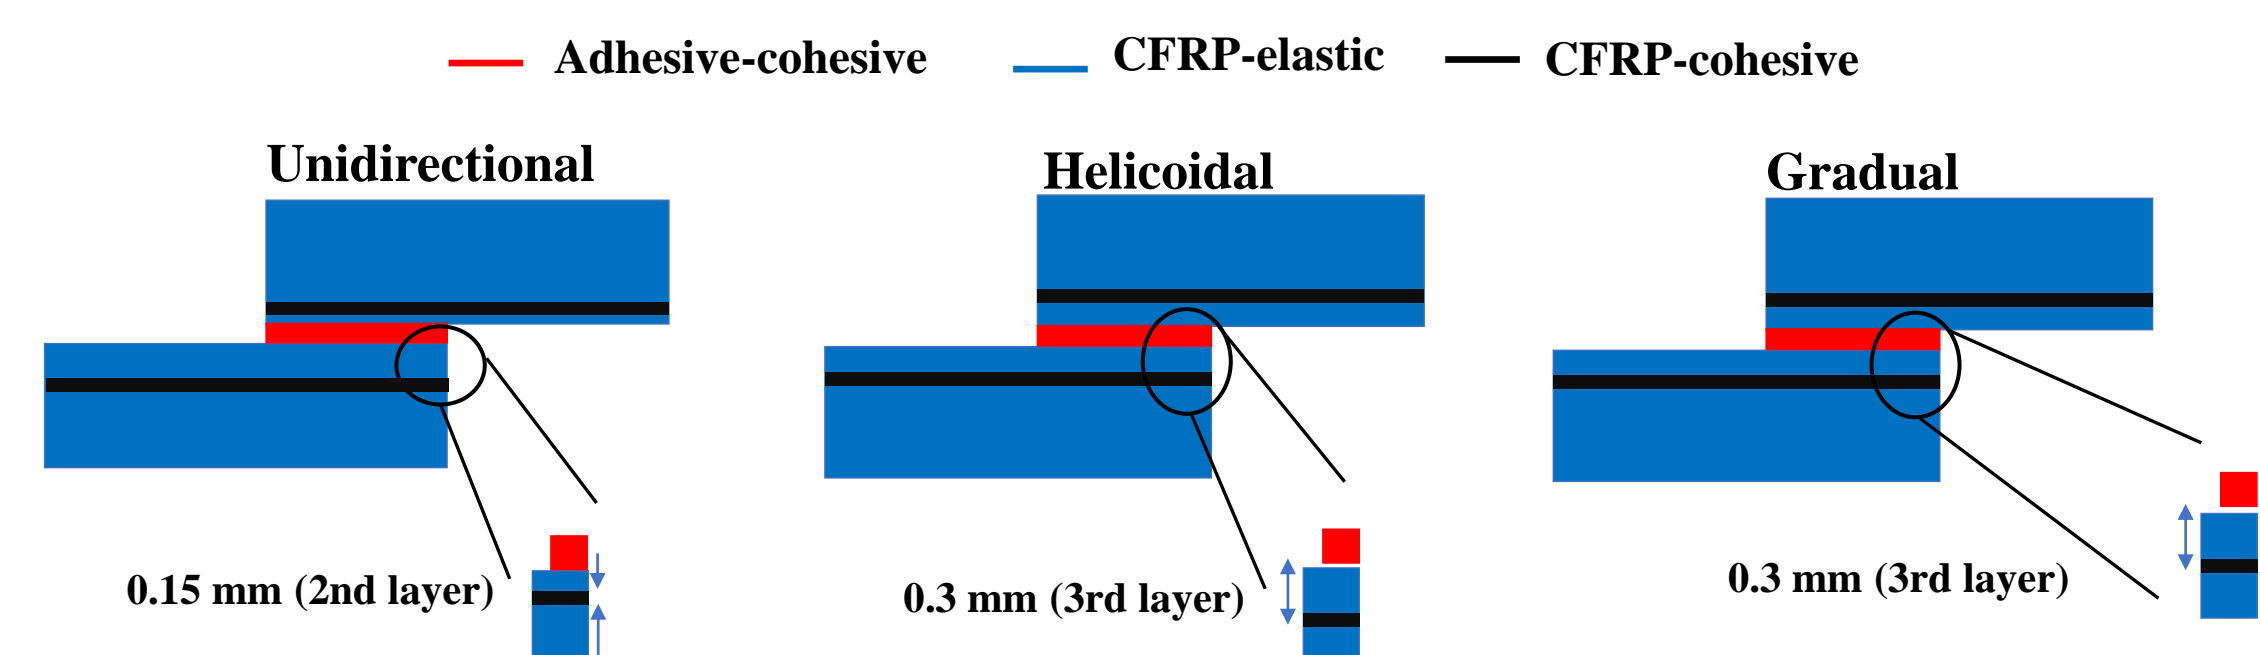 Adhesive-cohesive
CFRP-elastic
CFRP-cohesive
Unidirectional
Helicoidal
Gradual
0.15 mm (2nd layer)
0.3 mm (3rd layer)
0.3 mm (3rd layer)